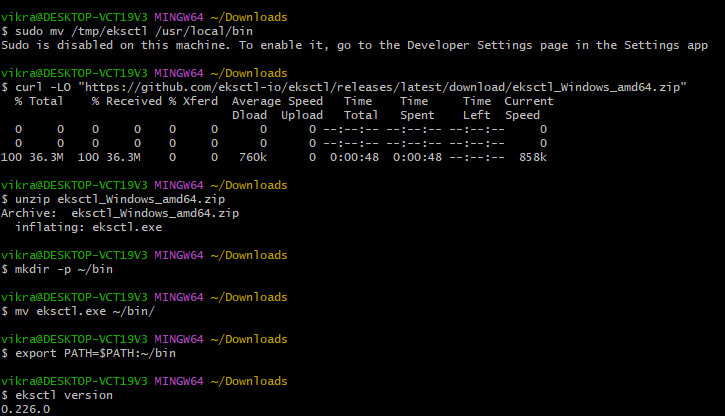 vikra@DESKTOP-VCT19V3 MINGW64 ~/Downloads
$ sudo mv /tmp/eksctl /usr/local/bin
Sudo is disabled on this machine. To enable it, go to the Developer Settings page in the Settings app
vikra@DESKTOP-VCT19V3 MINGW64 ~/Downloads
$ curl -LO "https://github.com/eksctl-io/eksctl/releases/latest/download/eksctl_Windows_amd64.zip"
  % Total    % Received % Xferd  Average Speed   Time    Time     Time  Current
                                 Dload  Upload   Total   Spent    Left  Speed
  0     0    0     0    0     0      0      0 --:--:-- --:--:-- --:--:--     0
  0     0    0     0    0     0      0      0 --:--:-- --:--:-- --:--:--     0
100 36.3M  100 36.3M    0     0   760k      0  0:00:48  0:00:48 --:--:--  858k
vikra@DESKTOP-VCT19V3 MINGW64 ~/Downloads
$ unzip eksctl_Windows_amd64.zip
Archive:  eksctl_Windows_amd64.zip
  inflating: eksctl.exe
vikra@DESKTOP-VCT19V3 MINGW64 ~/Downloads
$ mkdir -p ~/bin
vikra@DESKTOP-VCT19V3 MINGW64 ~/Downloads
$ mv eksctl.exe ~/bin/
vikra@DESKTOP-VCT19V3 MINGW64 ~/Downloads
$ export PATH=$PATH:~/bin
vikra@DESKTOP-VCT19V3 MINGW64 ~/Downloads
$ eksctl version
0.226.0